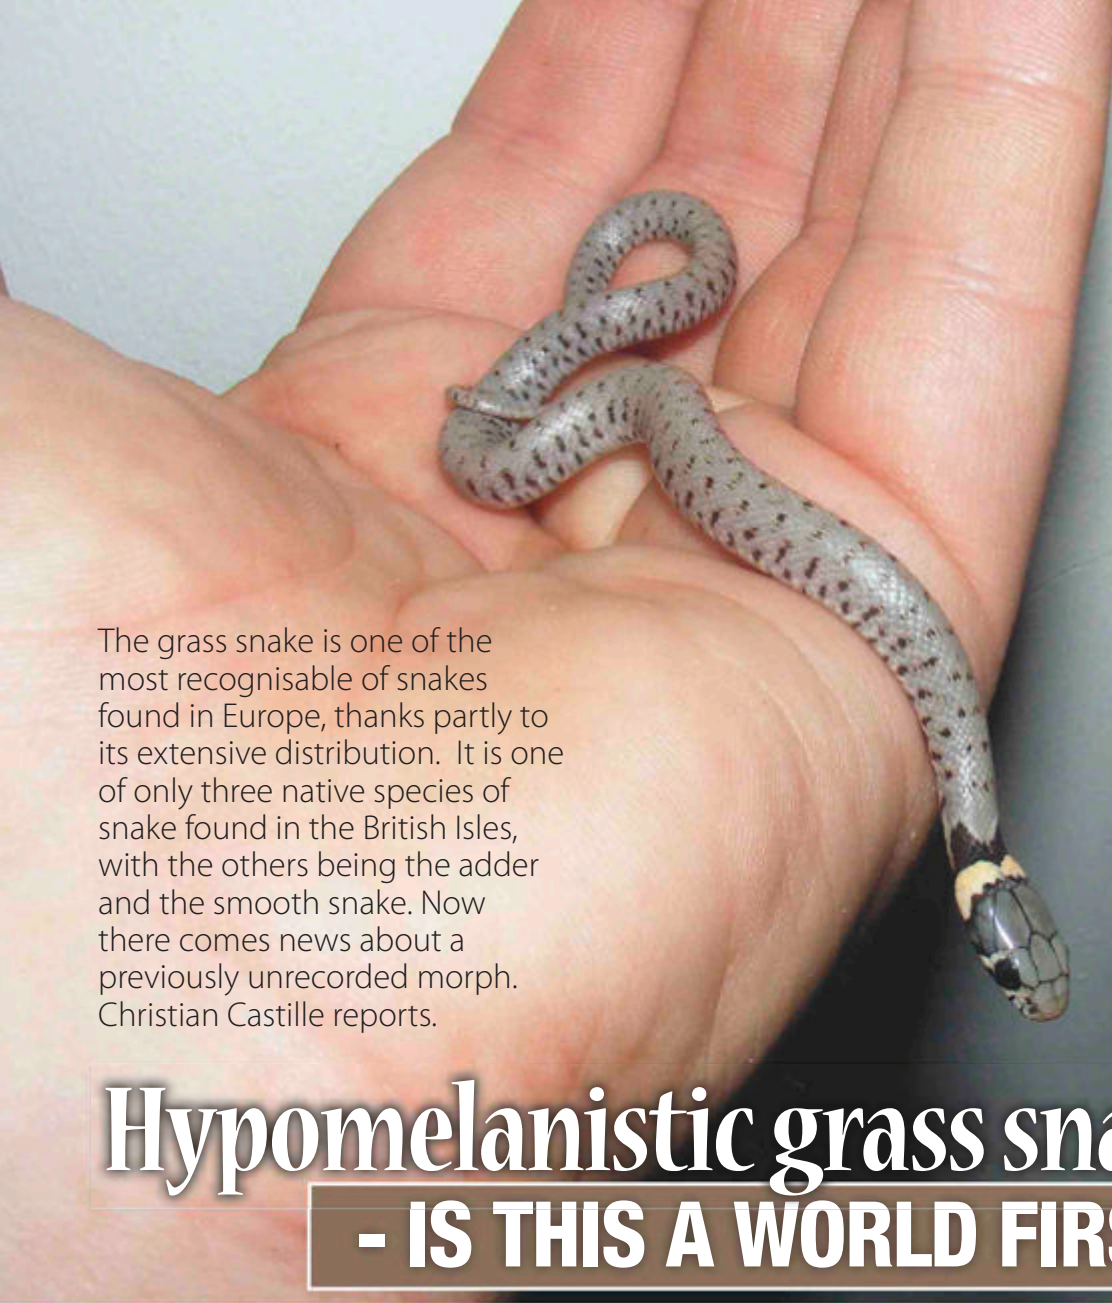 The grass snake is one of the
most recognisable of snakes
found in Europe, thanks partly to
its extensive distribution.  It is one
of only three native species of
snake found in the British Isles,
with the others being the adder
and the smooth snake. Now
there comes news about a
previously unrecorded morph.
Christian Castille reports.
Hypomelanistic grass sna
- IS THIS A WORLD FIRS